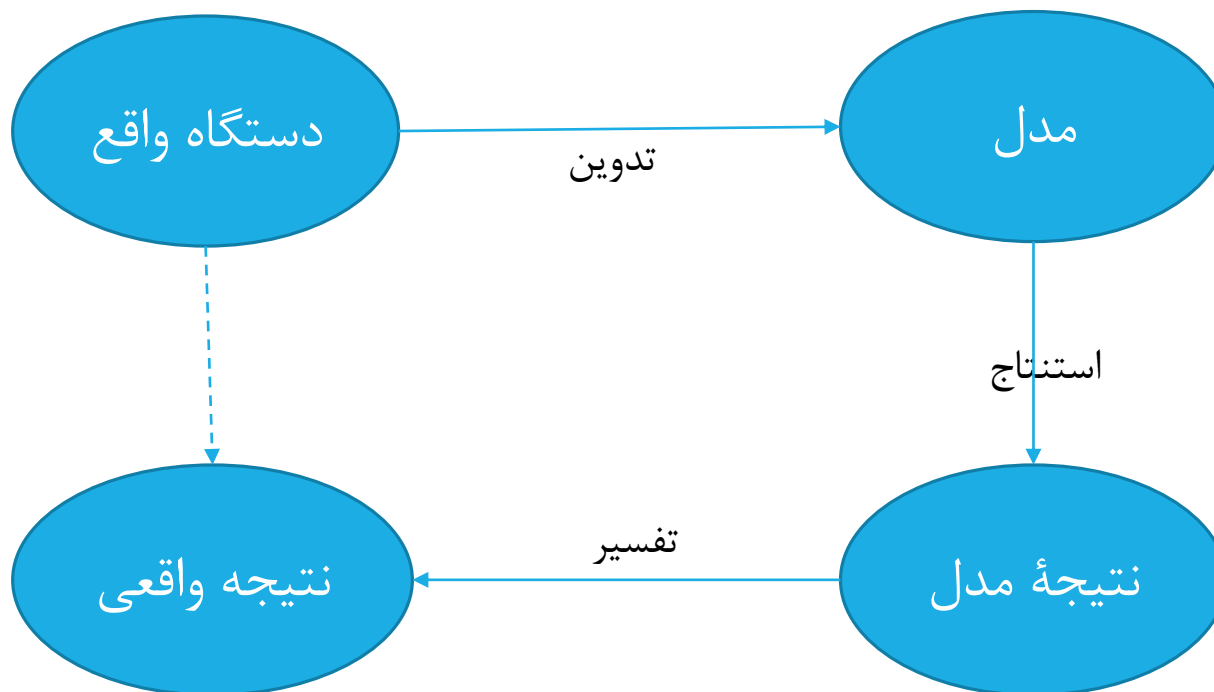 دستگاه واقع
مدل
تدوین
استنتاج
تفسیر
نتیجه واقعی
نتیجهٔ مدل